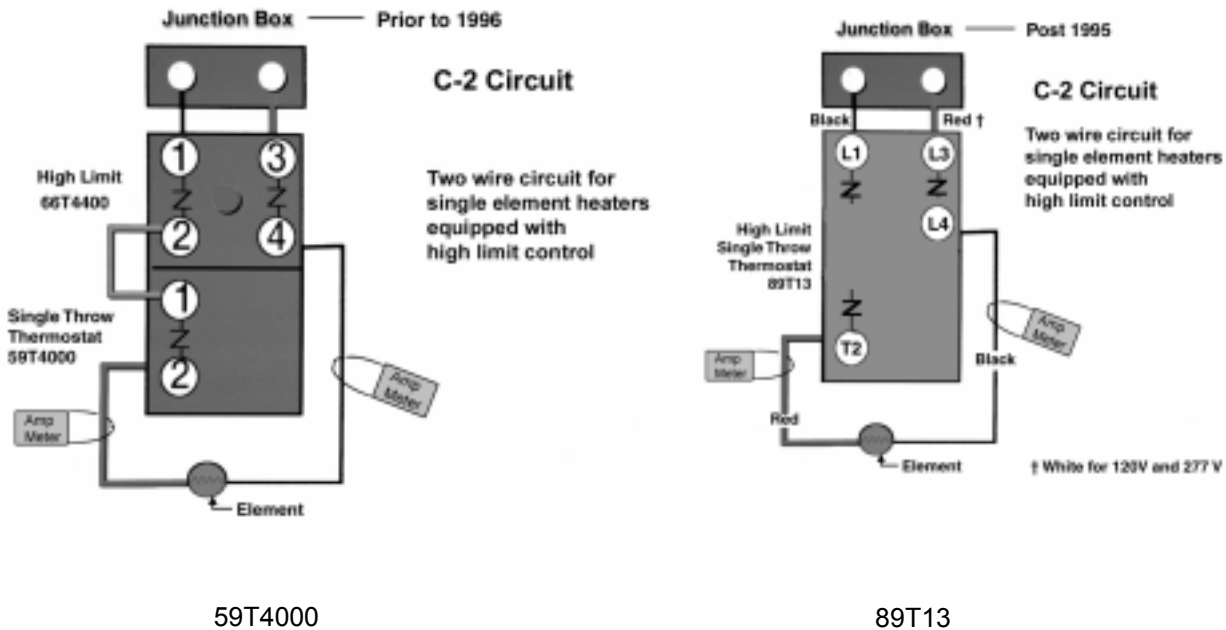 Junction Box — Prior to 1996
C-2 Circuit
1 3
High Limit
66T4400
2 4
Two wire circuit for
single element heaters
equipped with
high limit control
1
Single Throw
Thermostat
59T4000
2
Amp
Meter
Amp
Meter
Element
59T4000
Junction Box — Post 1995
C-2 Circuit
Black Red †
L1 L3
Two wire circuit for
single element heaters
equipped with
high limit control
L4
High Limit
Single Throw
Thermostat
89T13
T2
Amp
Meter
Amp
Meter
Black
Red
Element
† White for 120V and 277 V
89T13